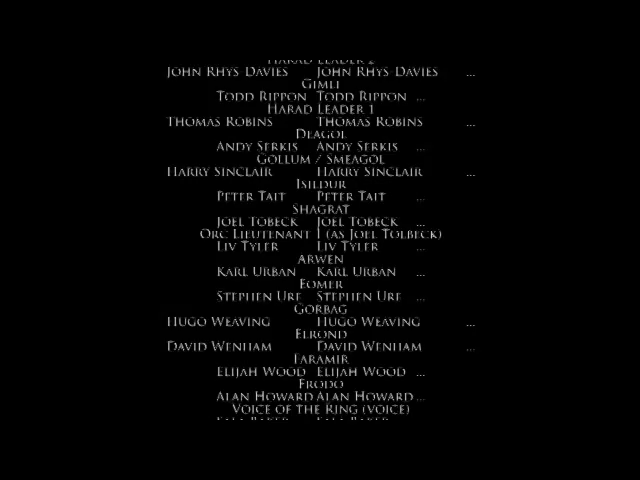 Harad Leader 2
John Rhys Davies John Rhys Davies ...
Gimli
Todd Rippon Todd Rippon ...
Harad Leader 1
Thomas Robins Thomas Robins ...
Deagol
Andy Serkis Andy Serkis ...
Gollum / Smeagol
Harry Sinclair Harry Sinclair ...
Isildur
Peter Tait Peter Tait ...
Shagrat
Joel Tobeck Joel Tobeck ...
Orc Lieutenant 1 (as Joel Tolbeck)
Liv Tyler Liv Tyler ...
Arwen
Karl Urban Karl Urban ...
Eomer
Stephen Ure Stephen Ure ...
Gorbag
Hugo Weaving Hugo Weaving ...
Elrond
David Wenham David Wenham ...
Faramir
Elijah Wood Elijah Wood ...
Frodo
Alan Howard Alan Howard ...
Voice of the Ring (voice)